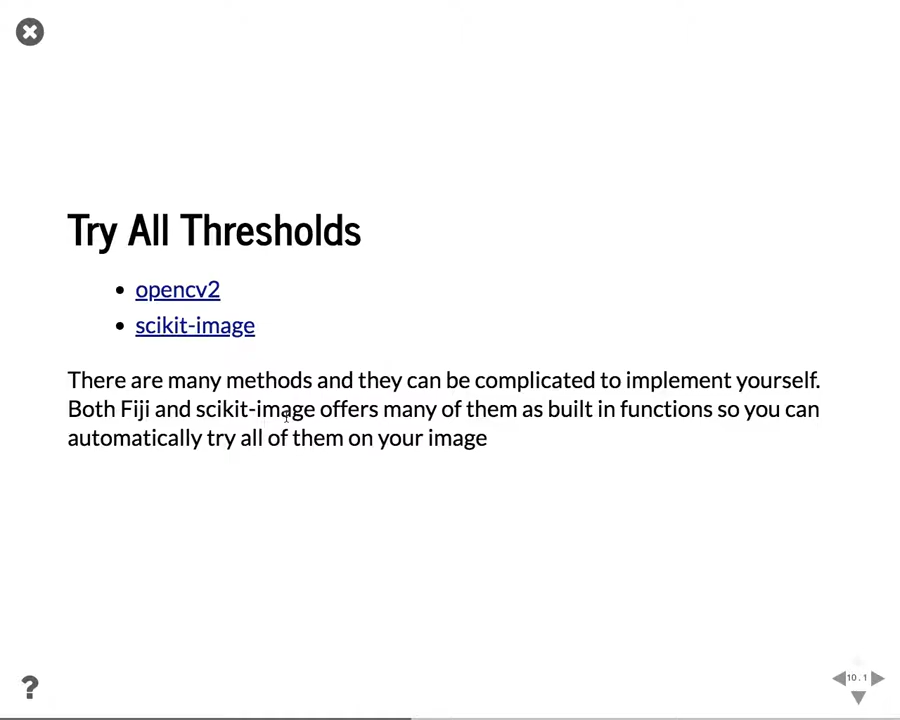 Try All Thresholds
opencv2
scikit-image
There are many methods and they can be complicated to implement yourself.
Both Fiji and scikit-image offers many of them as built in functions so you can
automatically try all of them on your image
?
10.1